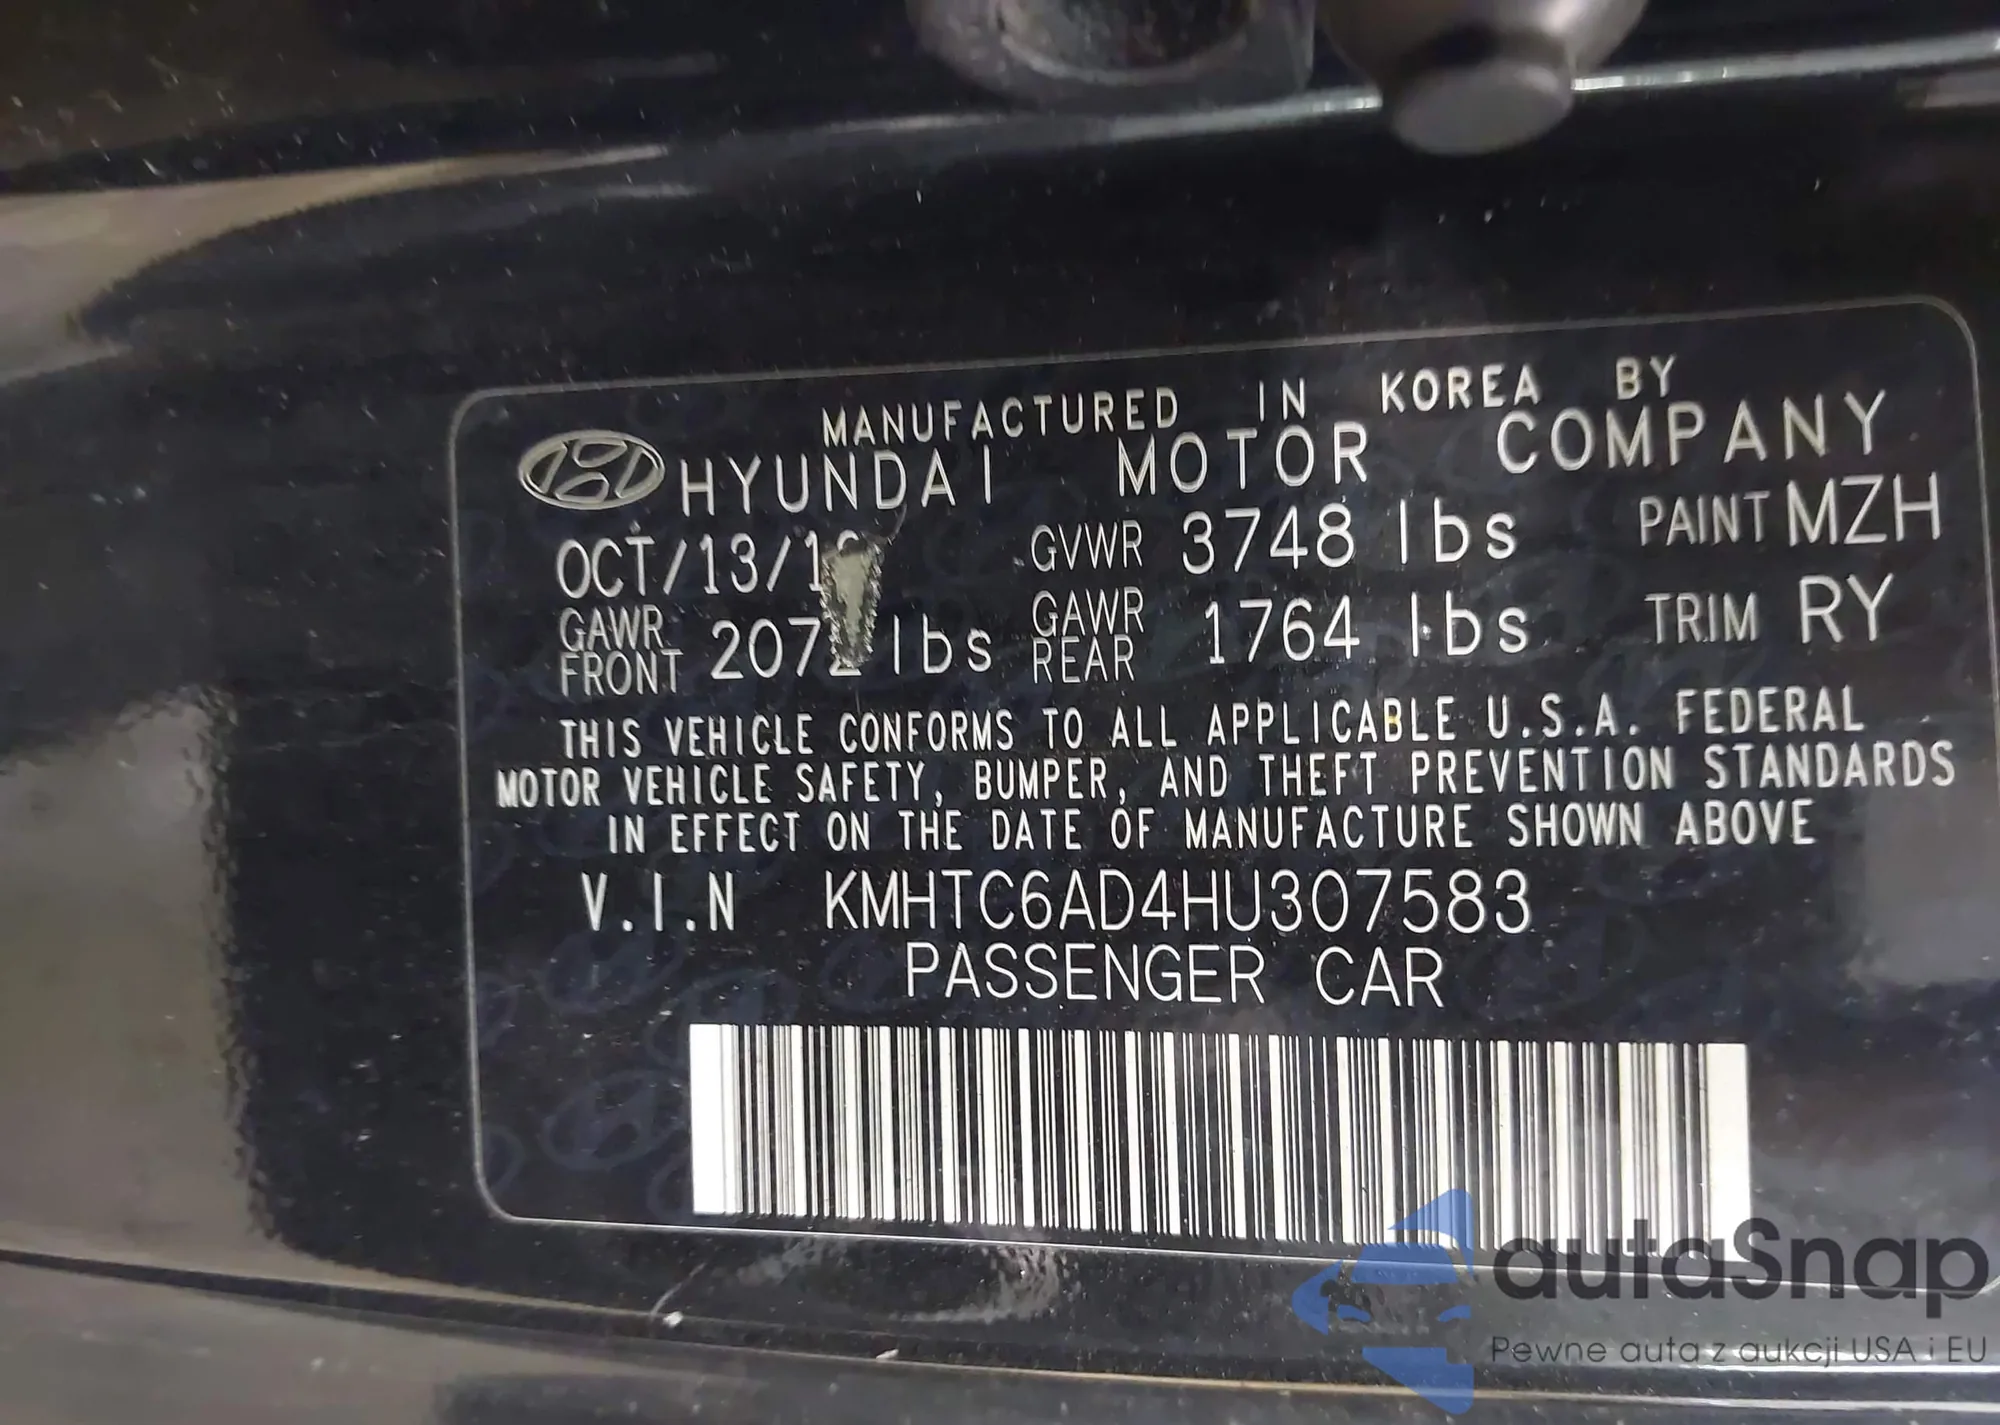 MANUFACTURED IN KOREA BY
HYUNDAI MOTOR COMPANY
GVWR 3748 lbs PAINT MZH
GAWR FRONT lbs GAWR REAR 1764 lbs TRIM RY
THIS VEHICLE CONFORMS TO ALL APPLICABLE U.S.A. FEDERAL
MOTOR VEHICLE SAFETY, BUMPER, AND THEFT PREVENTION STANDARDS
IN EFFECT ON THE DATE OF MANUFACTURE SHOWN ABOVE
V.I.N KMHTC6AD4HU307583
PASSENGER CAR
autaSnap
Pewne auta z aukcji USA i EU